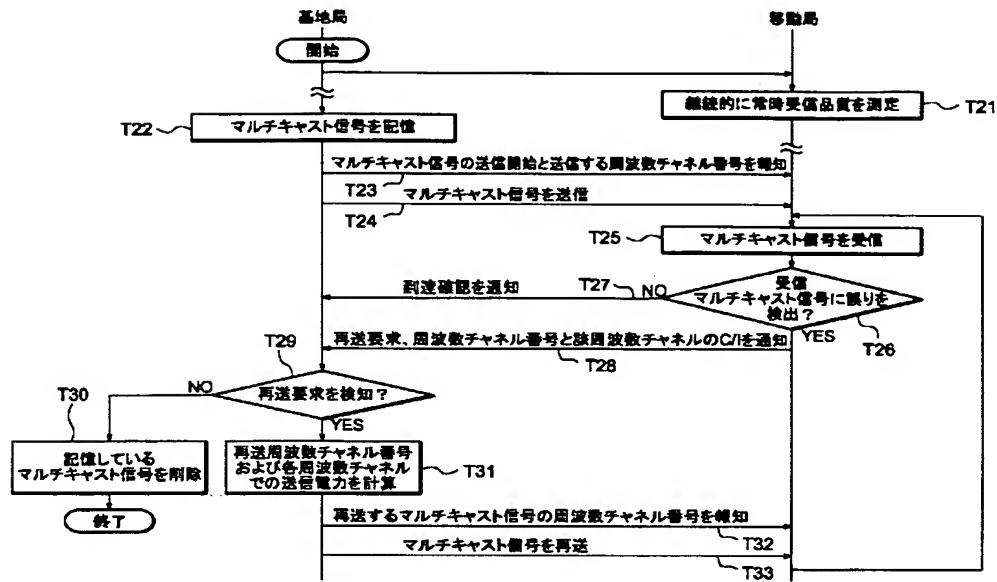 基地局
移動局
開始
継続的に常時受信品質を測定
T21
T22
マルチキャスト信号を記憶
マルチキャスト信号の送信開始と送信する周波数チャネル番号を報知
T23
マルチキャスト信号を送信
T24
T25
マルチキャスト信号を受信
到達確認を通知
T27
NO
受信
マルチキャスト信号に誤りを
検出？
YES
T26
再送要求、周波数チャネル番号と該周波数チャネルのC/Iを通知
T28
T29
再送要求を検知？
NO
YES
T30
記憶している
マルチキャスト信号を削除
終了
再送周波数チャネル番号
および各周波数チャネル
での送信電力を計算
T31
再送するマルチキャスト信号の周波数チャネル番号を報知
T32
マルチキャスト信号を再送
T33